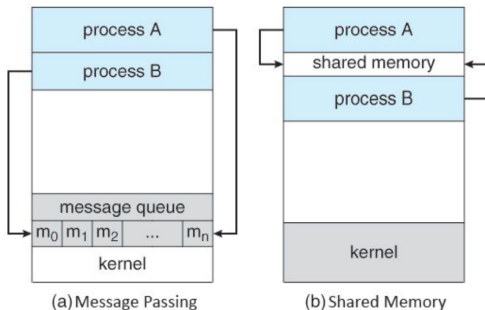 process A
process B
message queue
m0 m1 m2 ... mn
kernel
(a) Message Passing
process A
shared memory
process B
kernel
(b) Shared Memory